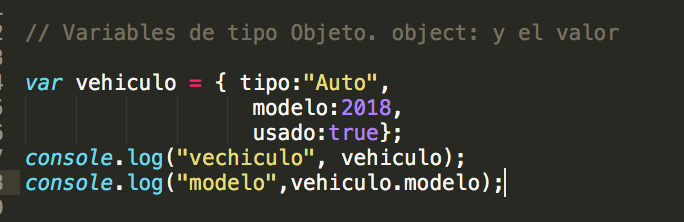 // Variables de tipo Objeto. object: y el valor
var vehiculo = { tipo:"Auto",
modelo:2018,
usado:true};
console.log("vechiculo", vehiculo);
console.log("modelo",vehiculo.modelo);